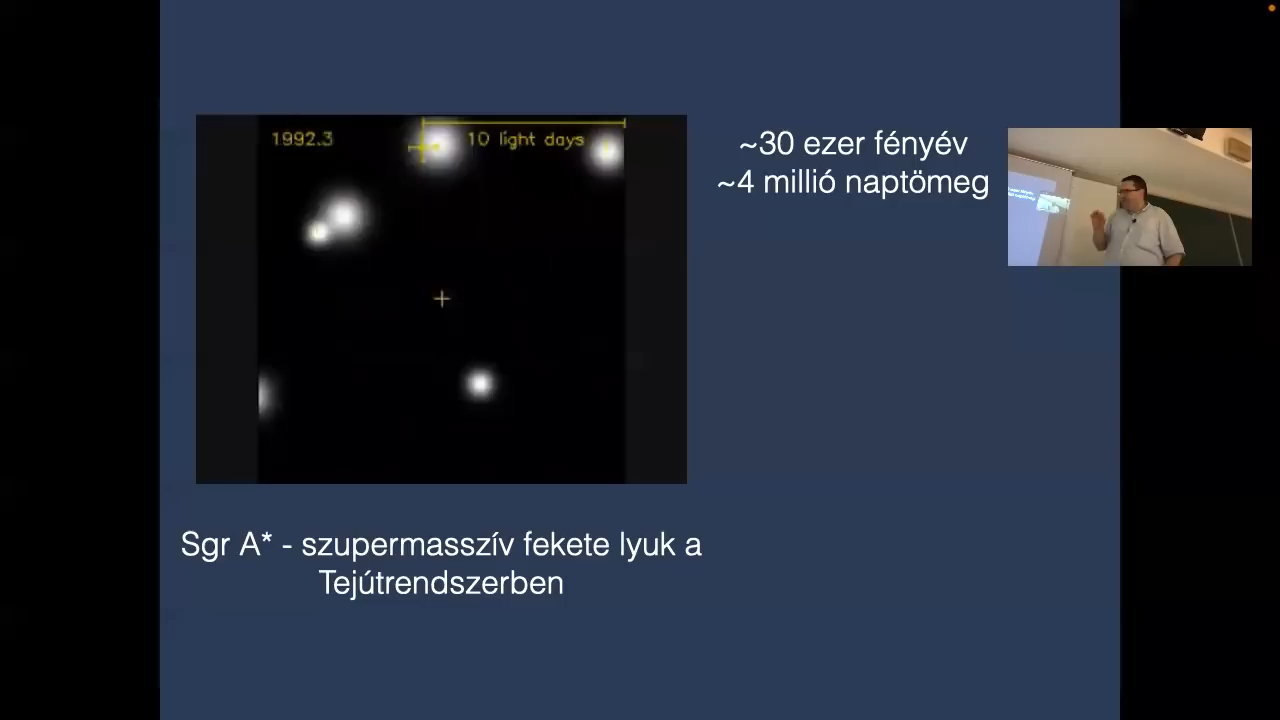 1992.3
10 light days
~30 ezer fényév
~4 millió naptömeg
Sgr A* - szupermasszív fekete lyuk a
Tejútrendszerben